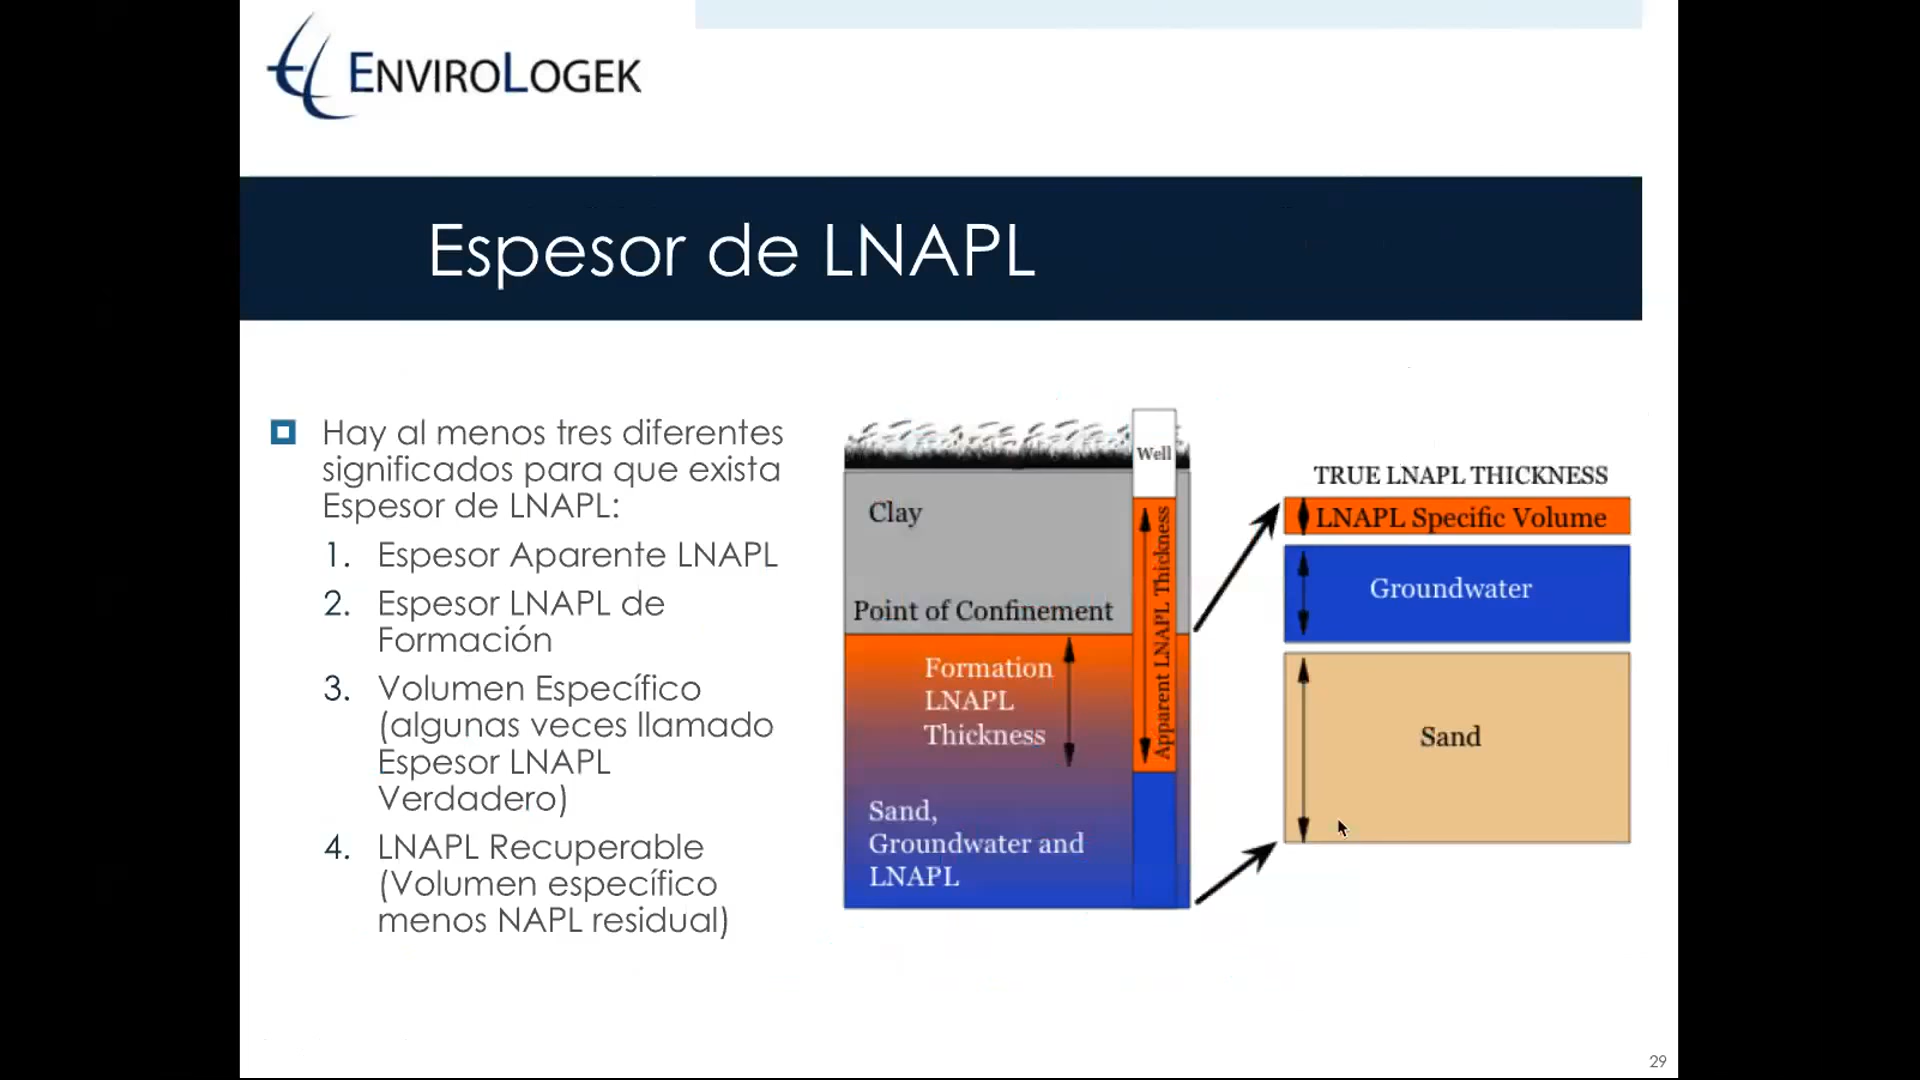 ENVIROLOGEK
Espesor de LNAPL
Hay al menos tres diferentes
significados para que exista
Espesor de LNAPL:
1. Espesor Aparente LNAPL
2. Espesor LNAPL de
Formación
3. Volumen Específico
(algunas veces llamado
Espesor LNAPL
Verdadero)
4. LNAPL Recuperable
(Volumen específico
menos NAPL residual)
Well
Clay
Point of Confinement
Formation
LNAPL
Thickness
Apparent LNAPL Thickness
Sand,
Groundwater and
LNAPL
TRUE LNAPL THICKNESS
LNAPL Specific Volume
Groundwater
Sand
29